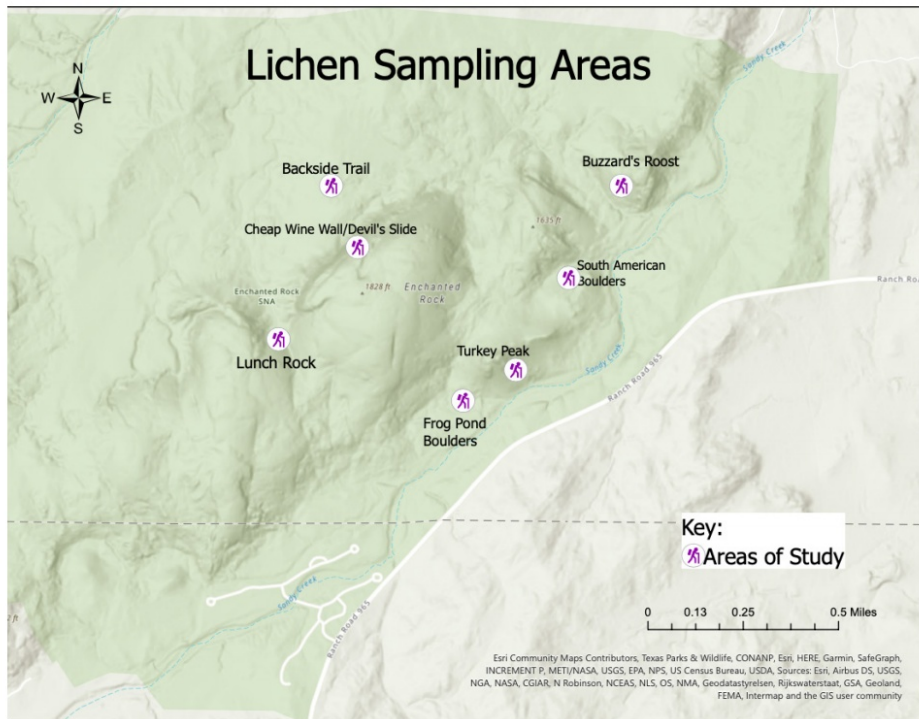 Lichen Sampling Areas
N
W E
S
Sandy Creek
Backside Trail
Buzzard's Roost
Cheap Wine Wall/Devil's Slide
1635 ft
South American
Boulders
Enchanted Rock
SNA
1828 ft
Enchanted
Rock
Ranch Roa
Lunch Rock
Turkey Peak
Sandy Creek
Ranch Road 965
Frog Pond
Boulders
Key:
Areas of Study
Sandy Creek
Ranch Road 965
0 0.13 0.25 0.5 Miles
Esri Community Maps Contributors, Texas Parks & Wildlife, CONANP, Esri, HERE, Garmin, SafeGraph,
INCREMENT P, METI/NASA, USGS, EPA, NPS, US Census Bureau, USDA, Sources: Esri, Airbus DS, USGS,
NGA, NASA, CGIAR, N Robinson, NCEAS, NLS, OS, NMA, Geodatastyrelsen, Rijkswaterstaat, GSA, Geoland,
FEMA, Intermap and the GIS user community